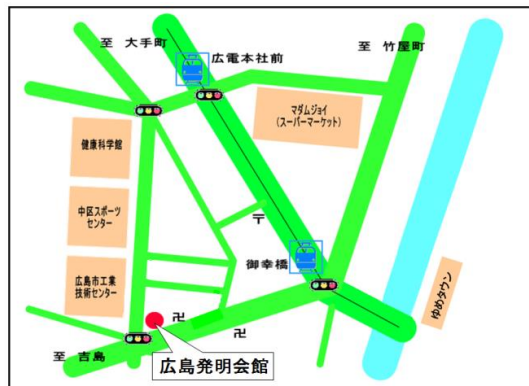 至 大手町
広電本社前
至 竹屋町
マダムジョイ
(スーパーマーケット)
健康科学館
中区スポーツ
センター
〒
御幸橋
広島市工業
技術センター
ゆめタウン
卍
卍
至 吉島
広島発明会館